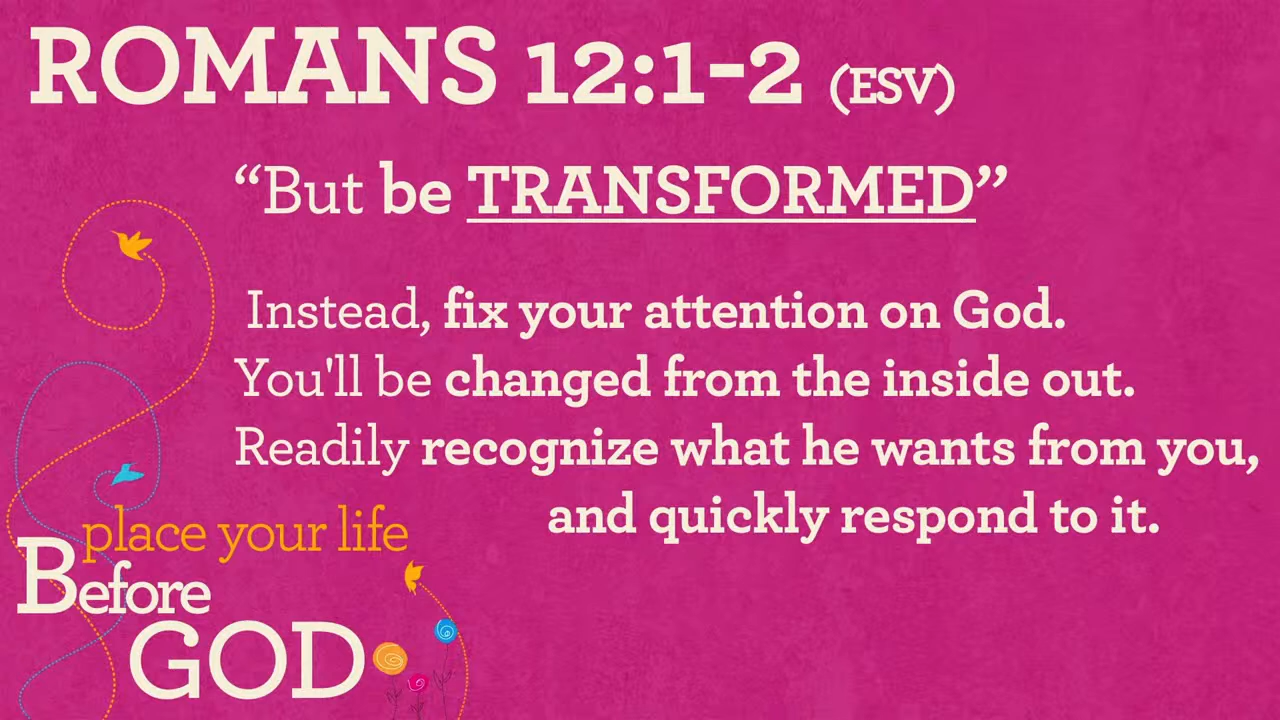 ROMANS 12:1-2 (ESV)
“But be TRANSFORMED”
Instead, fix your attention on God.
You'll be changed from the inside out.
Readily recognize what he wants from you,
and quickly respond to it.
place your life
Before
GOD